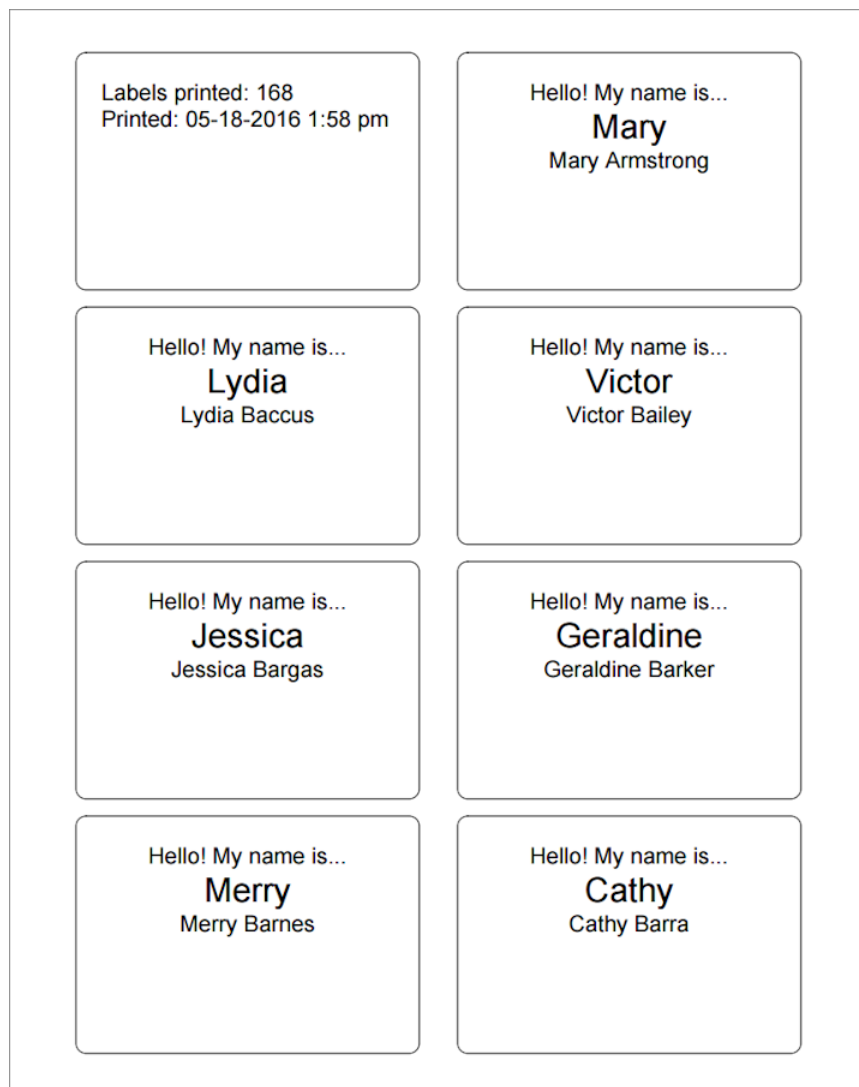 Labels printed: 168
Printed: 05-18-2016 1:58 pm
Hello! My name is...
Mary
Mary Armstrong
Hello! My name is...
Lydia
Lydia Baccus
Hello! My name is...
Victor
Victor Bailey
Hello! My name is...
Jessica
Jessica Bargas
Hello! My name is...
Geraldine
Geraldine Barker
Hello! My name is...
Merry
Merry Barnes
Hello! My name is...
Cathy
Cathy Barra